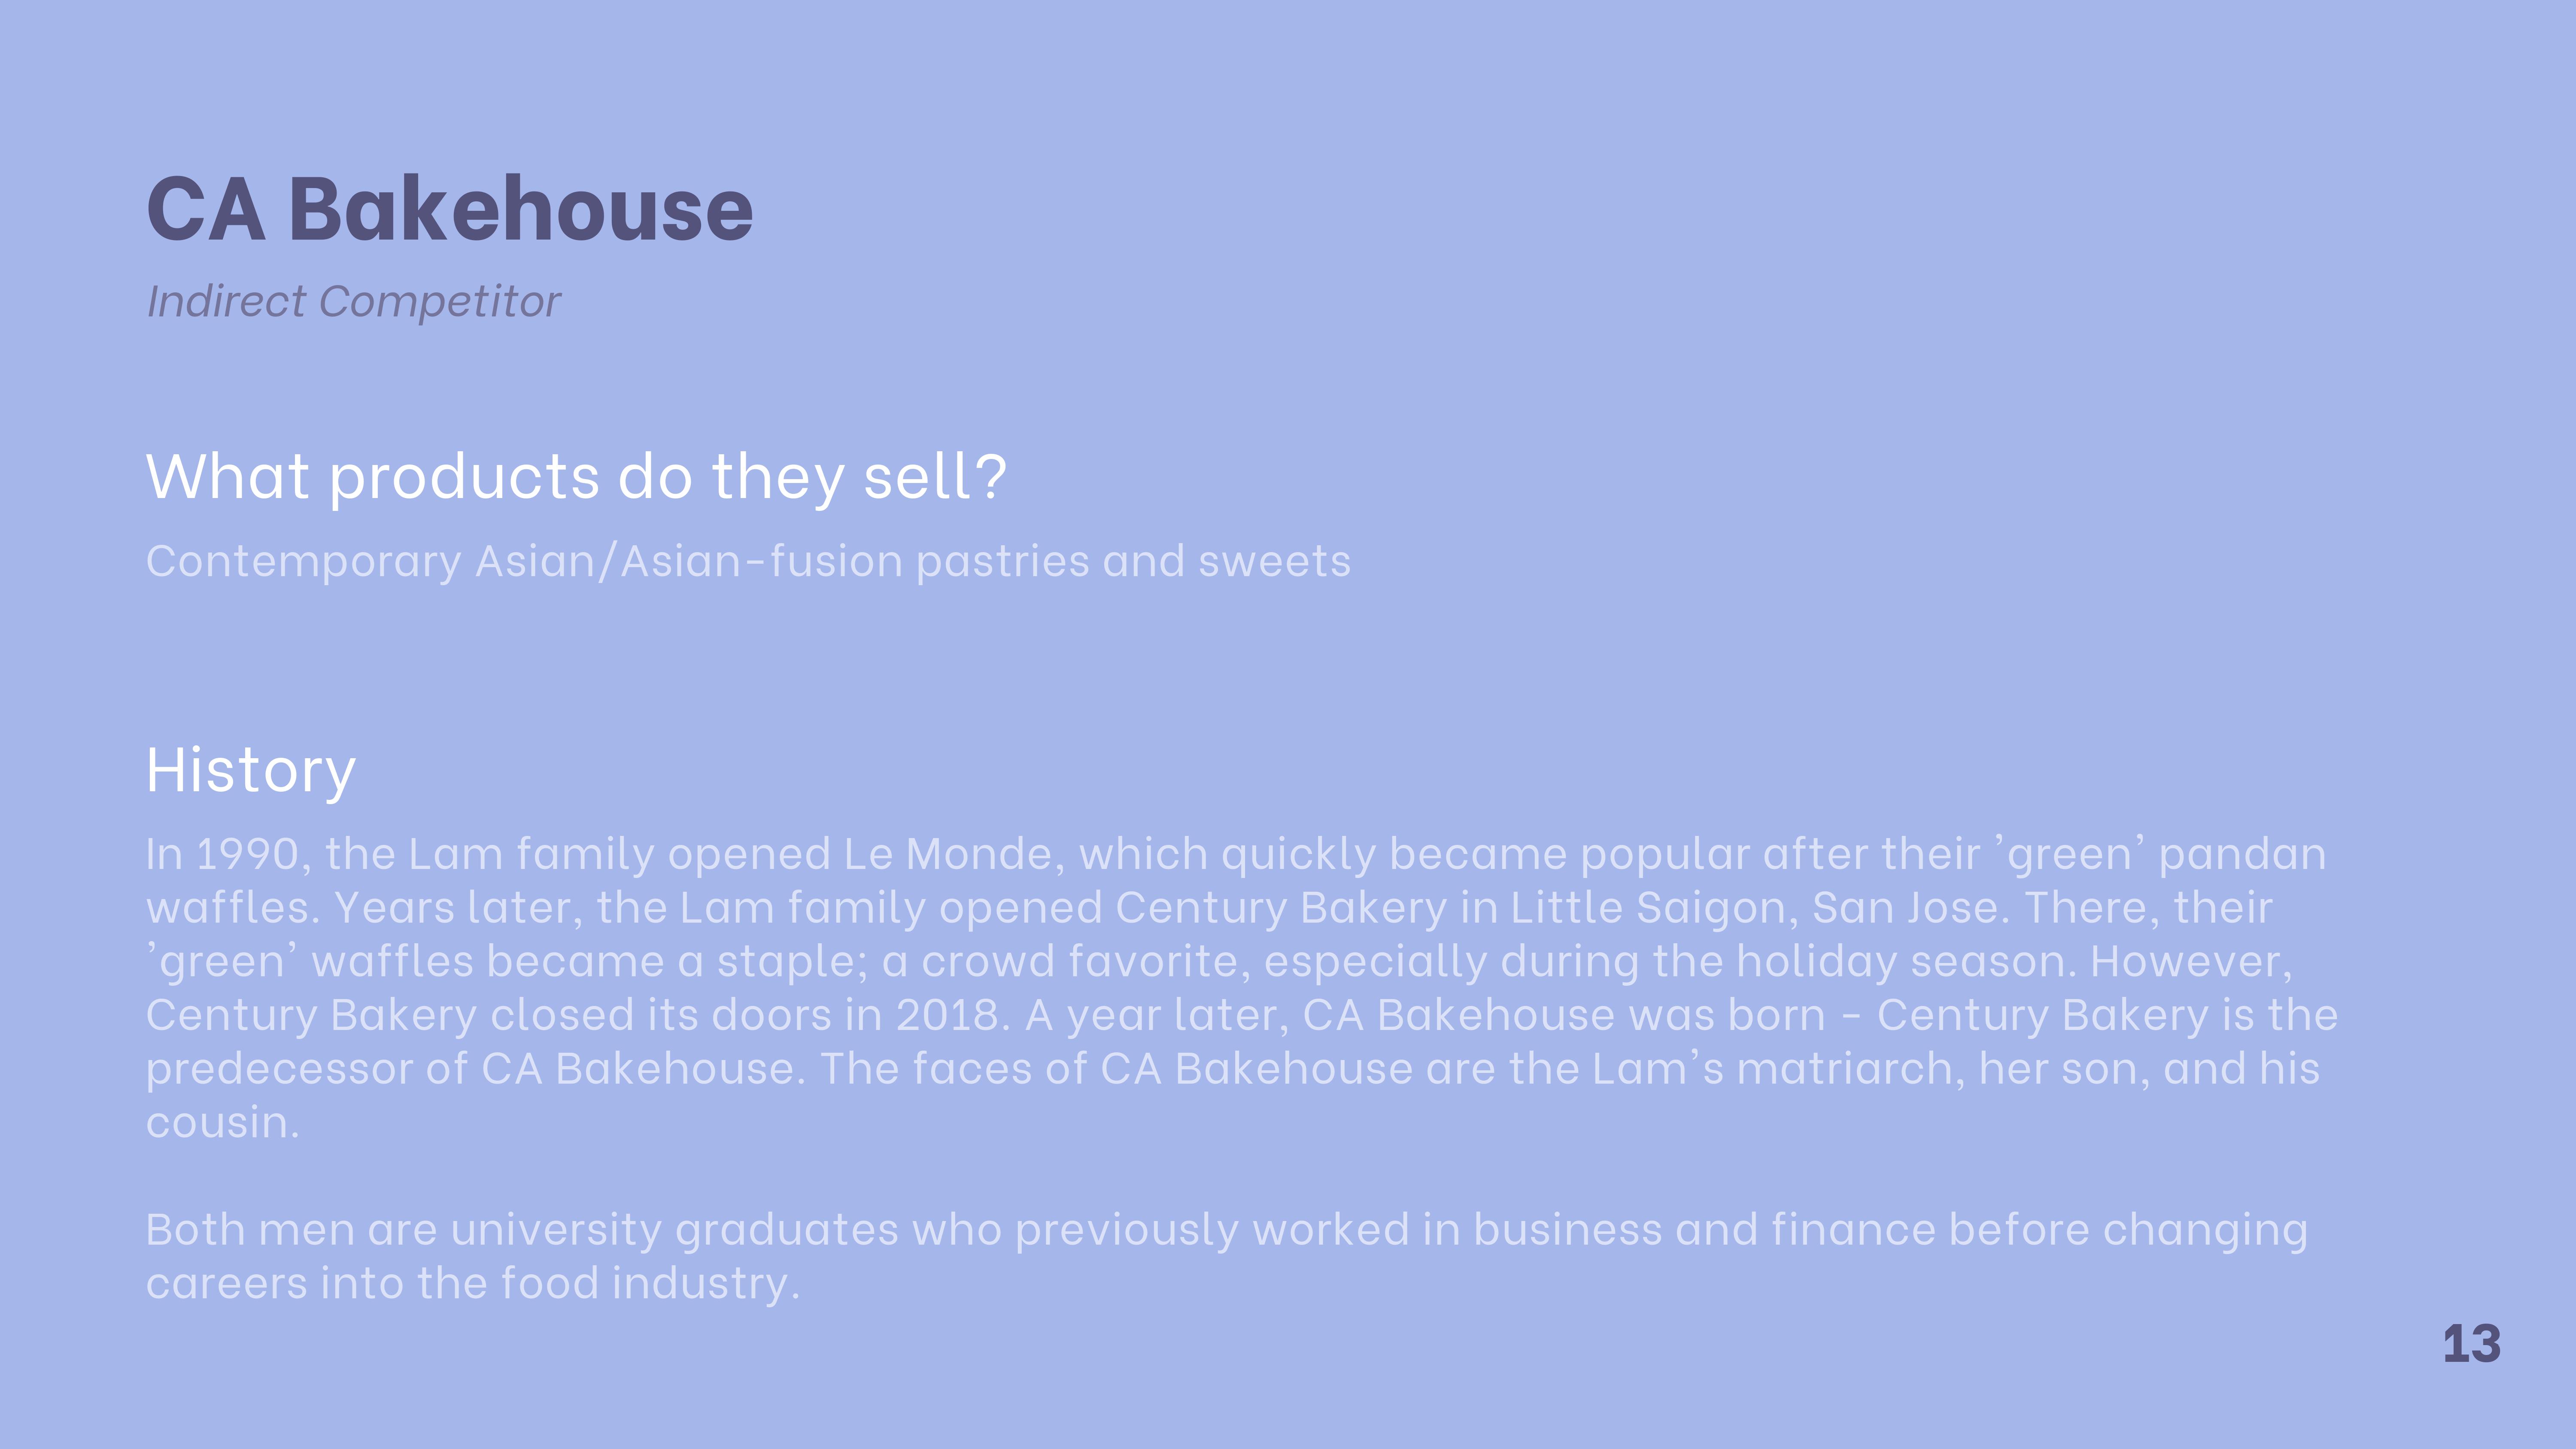 CA Bakehouse
Indirect Competitor
What products do they sell?
Contemporary Asian/Asian-fusion pastries and sweets
History
In 1990, the Lam family opened Le Monde, which quickly became popular after their ’green’ pandan
waffles. Years later, the Lam family opened Century Bakery in Little Saigon, San Jose. There, their
’green’ waffles became a staple; a crowd favorite, especially during the holiday season. However,
Century Bakery closed its doors in 2018. A year later, CA Bakehouse was born - Century Bakery is the
predecessor of CA Bakehouse. The faces of CA Bakehouse are the Lam’s matriarch, her son, and his
cousin.
Both men are university graduates who previously worked in business and finance before changing
careers into the food industry.
13